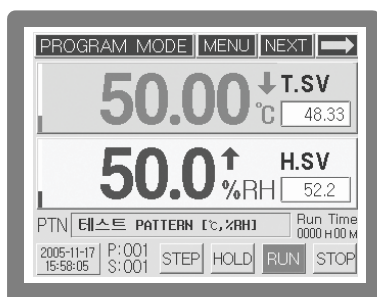 PROGRAM MODE MENU NEXT
50.00 ℃ T.SV
48.33
50.0 %RH H.SV
52.2
PTN 테스트 PATTERN [℃,%RH] Run Time
0000 H 00 M
2005-11-17 P:001 STEP HOLD RUN STOP
15:58:05 S:001